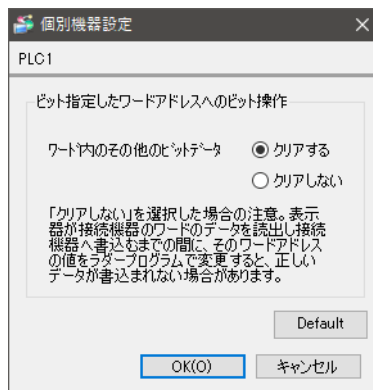 個別機器設定
PLC1
ビット指定したワードアドレスへのビット操作
ワード内のその他のビットデータ
クリアする
クリアしない
「クリアしない」を選択した場合の注意。表示
器が接続機器のワードのデータを読出し接続
機器へ書込むまでの間に、そのワードアドレス
の値をラダープログラムで変更すると、正しい
データが書込まれない場合があります。
Default
OK(O)
キャンセル